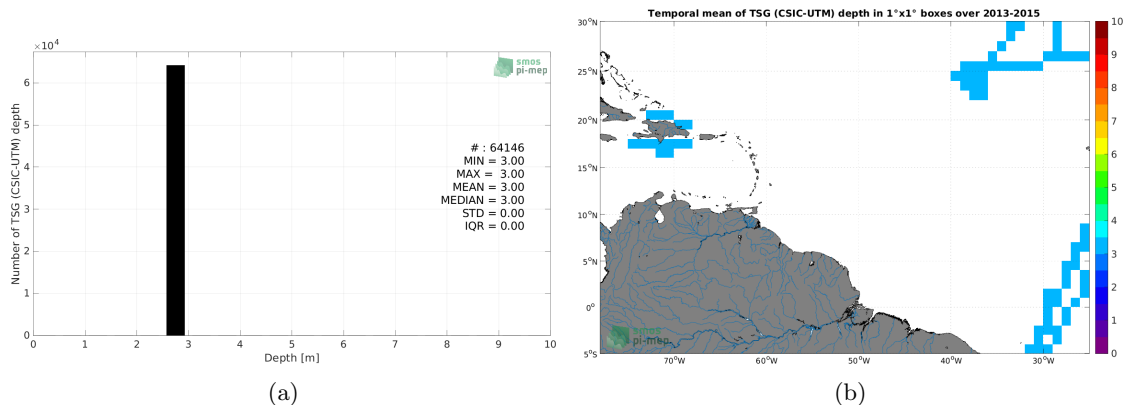 ×10⁴
6
5
4
3
2
1
0
0 1 2 3 4 5 6 7 8 9 10
Number of TSG (CSIC-UTM) depth
Depth [m]
smos
pi-mep
# : 64146
MIN = 3.00
MAX = 3.00
MEAN = 3.00
MEDIAN = 3.00
STD = 0.00
IQR = 0.00
(a)
Temporal mean of TSG (CSIC-UTM) depth in 1°x1° boxes over 2013-2015
30°N
25°N
20°N
15°N
10°N
5°N
0°
5°S
70°W 60°W 50°W 40°W 30°W
smos
pi-mep
10
9
8
7
6
5
4
3
2
1
0
(b)